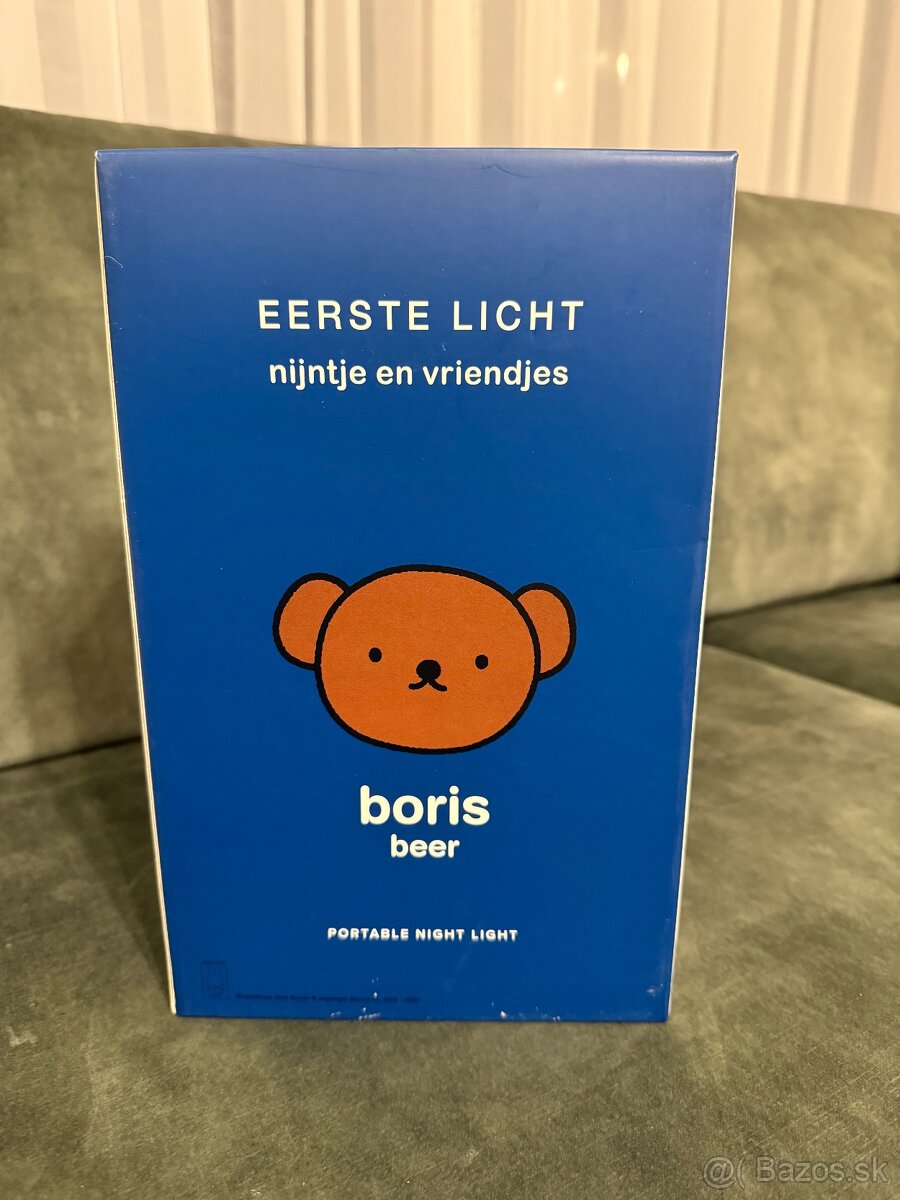 EERSTE LICHT
nijntje en vriendjes
boris
beer
PORTABLE NIGHT LIGHT
@( Bazos.sk